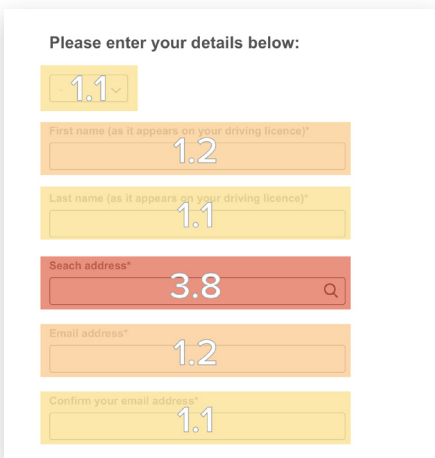 Please enter your details below:
1.1
First name (as it appears on your driving licence)*
1.2
Last name (as it appears on your driving licence)*
1.1
Seach address*
3.8
Email address*
1.2
Confirm your email address*
1.1